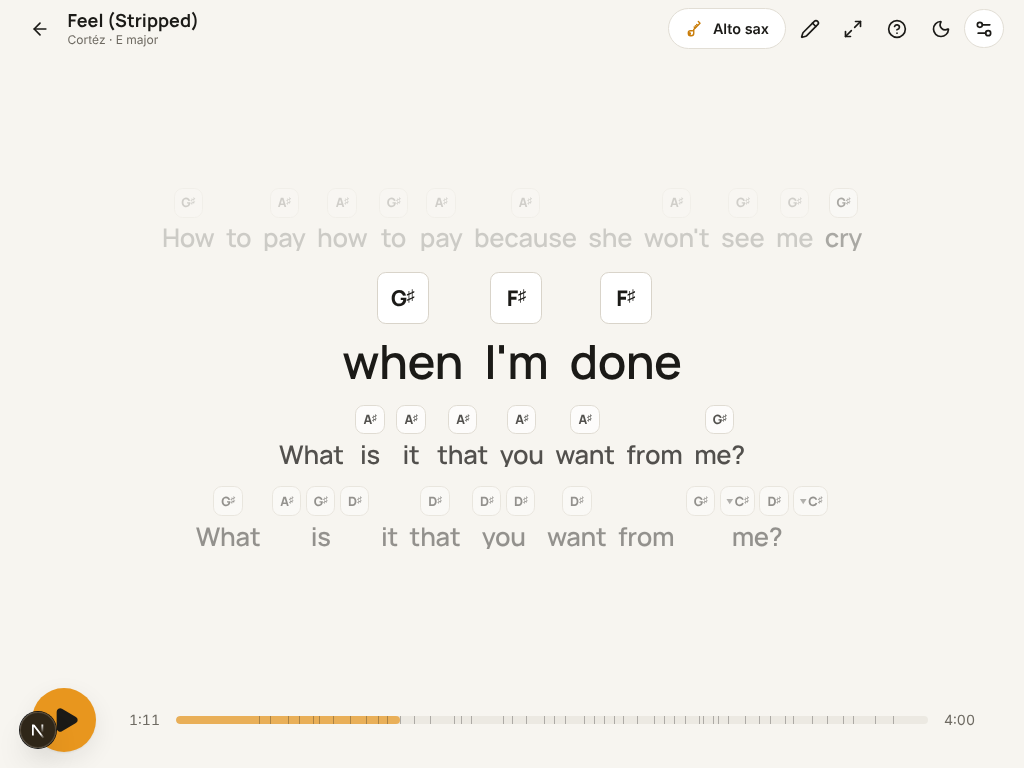 Feel (Stripped)
Cortéz · E major
Alto sax
G♯ A♯ A♯ G♯ A♯ A♯ A♯ G♯ G♯ G♯
How to pay how to pay because she won't see me cry
G♯ F♯ F♯
when I'm done
A♯ A♯ A♯ A♯ A♯ G♯
What is it that you want from me?
G♯ A♯ G♯ D♯ D♯ D♯ D♯ D♯ G♯ ▾C♯ D♯ ▾C♯
What is it that you want from me?
N
1:11
4:00